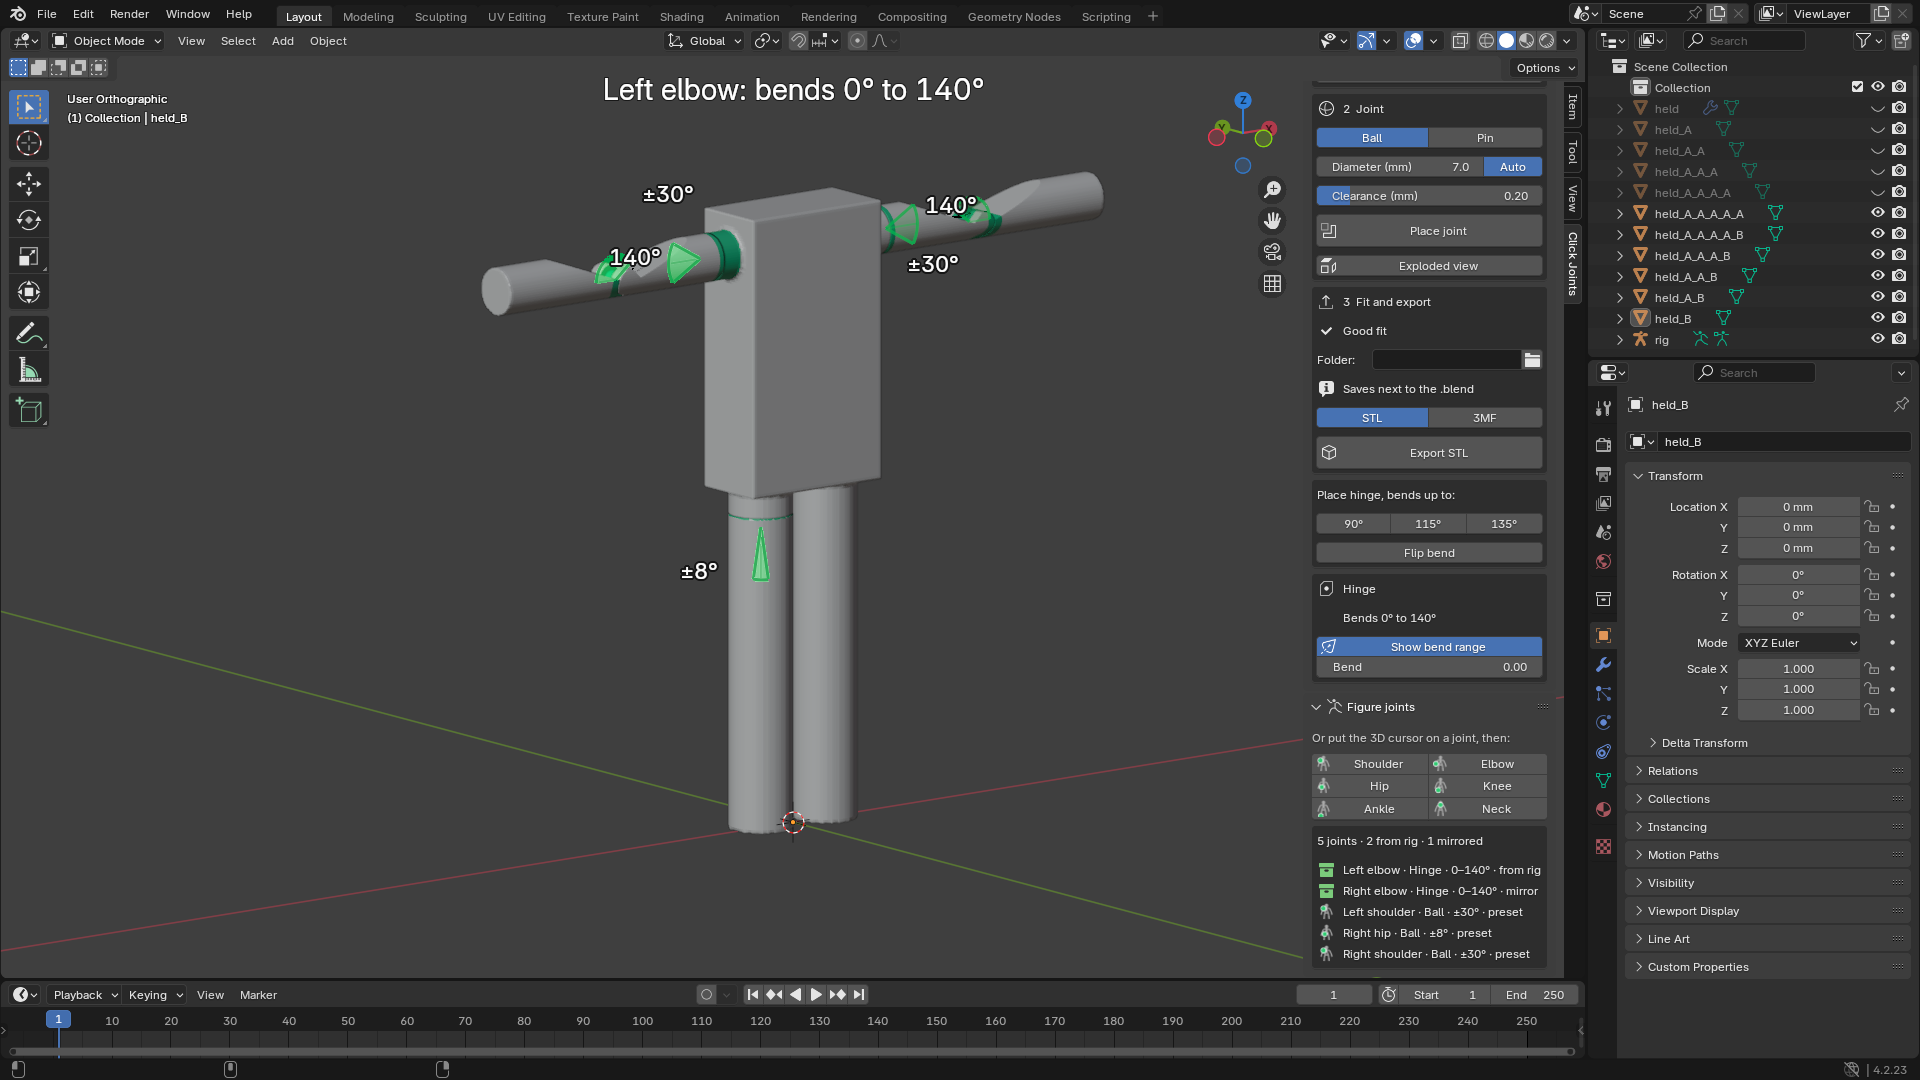 File Edit Render Window Help
Layout Modeling Sculpting UV Editing Texture Paint Shading Animation Rendering Compositing Geometry Nodes Scripting
Scene
ViewLayer
Object Mode View Select Add Object
Global
Search
Options
User Orthographic
(1) Collection | held_B
Left elbow: bends 0° to 140°
Z
Y
X
±30°
140°
140°
±30°
±8°
Item
Tool
View
Click Joints
2 Joint
Ball Pin
Diameter (mm) 7.0 Auto
Clearance (mm) 0.20
Place joint
Exploded view
3 Fit and export
Good fit
Folder:
Saves next to the .blend
STL 3MF
Export STL
Place hinge, bends up to:
90° 115° 135°
Flip bend
Hinge
Bends 0° to 140°
Show bend range
Bend 0.00
Figure joints
Or put the 3D cursor on a joint, then:
Shoulder Elbow
Hip Knee
Ankle Neck
5 joints · 2 from rig · 1 mirrored
Left elbow · Hinge · 0–140° · from rig
Right elbow · Hinge · 0–140° · mirror
Left shoulder · Ball · ±30° · preset
Right hip · Ball · ±8° · preset
Right shoulder · Ball · ±30° · preset
Scene Collection
Collection
held
held_A
held_A_A
held_A_A_A
held_A_A_A_A
held_A_A_A_A_A
held_A_A_A_A_B
held_A_A_A_B
held_A_A_B
held_A_B
held_B
rig
Search
held_B
held_B
Transform
Location X 0 mm
Y 0 mm
Z 0 mm
Rotation X 0°
Y 0°
Z 0°
Mode XYZ Euler
Scale X 1.000
Y 1.000
Z 1.000
Delta Transform
Relations
Collections
Instancing
Motion Paths
Visibility
Viewport Display
Line Art
Custom Properties
Playback Keying View Marker
1 Start 1 End 250
1 10 20 30 40 50 60 70 80 90 100 110 120 130 140 150 160 170 180 190 200 210 220 230 240 250
4.2.23